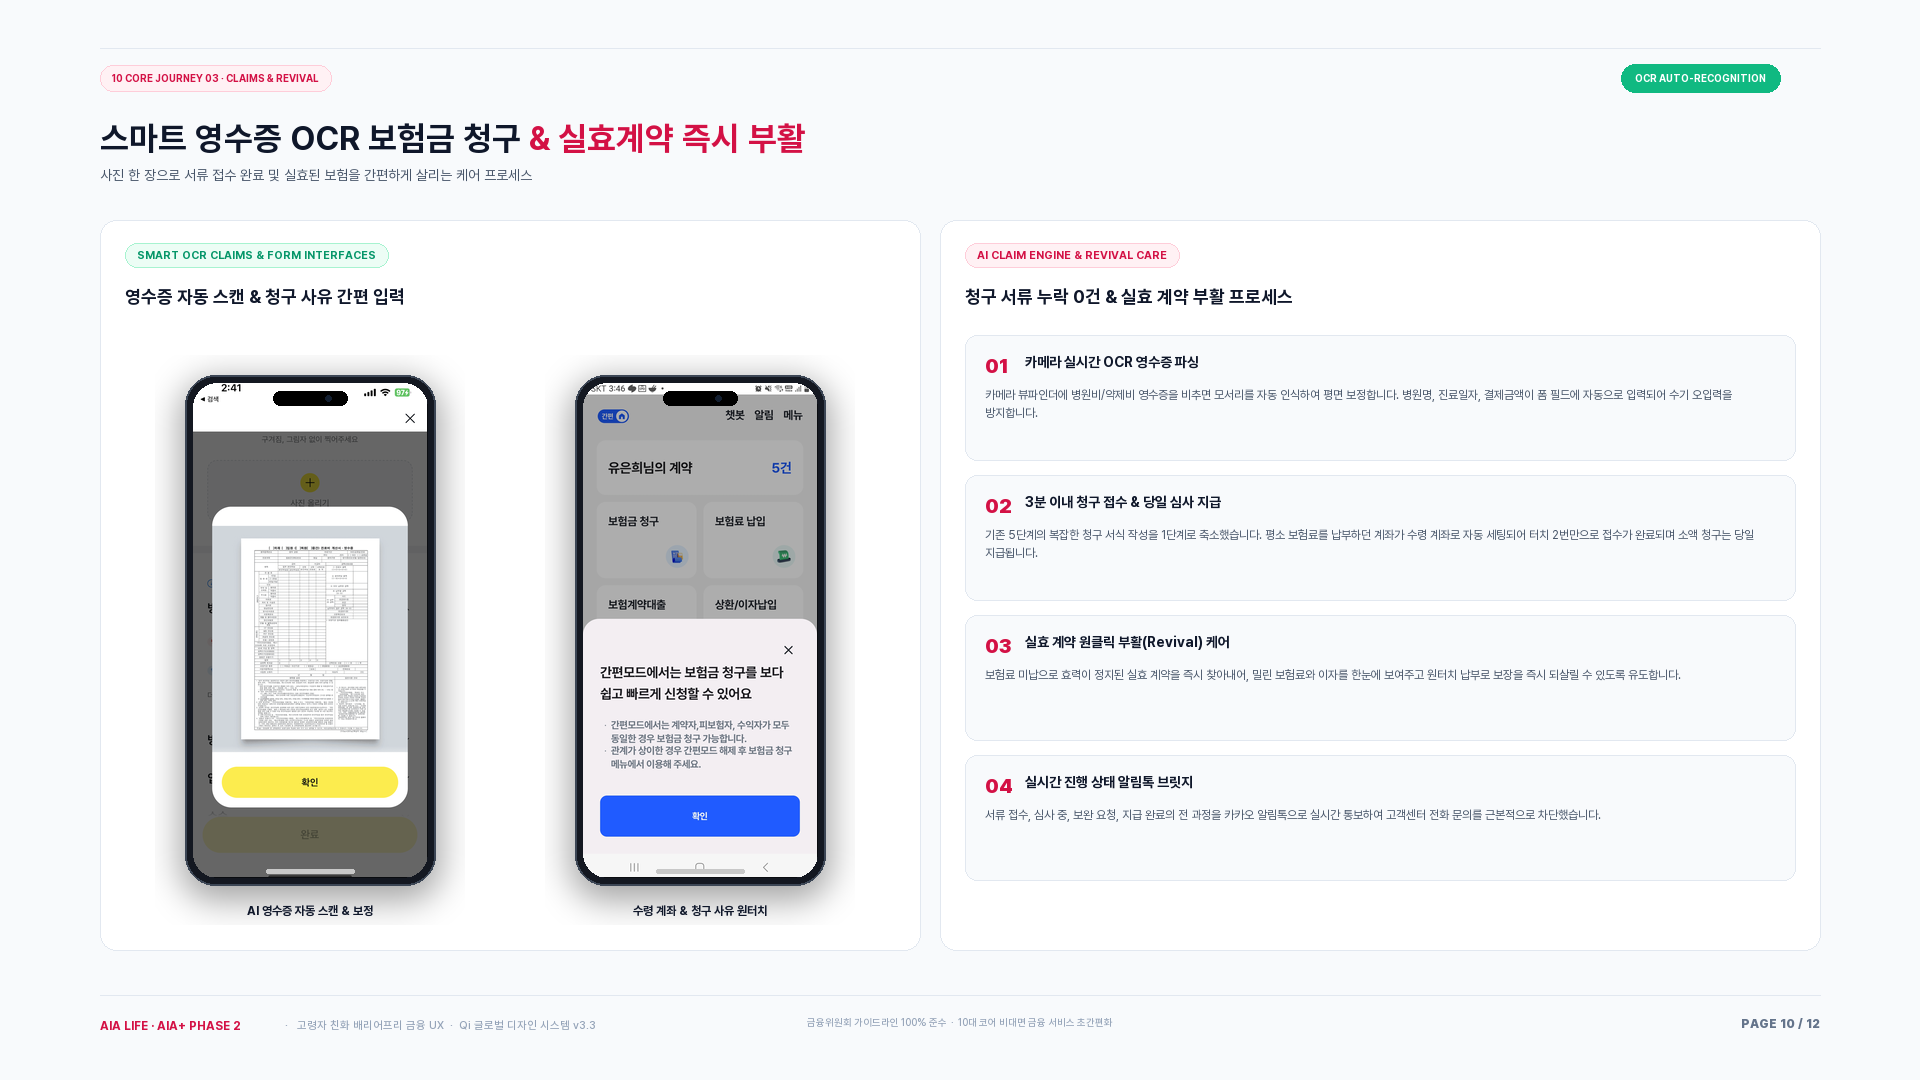 10 CORE JOURNEY 03 · CLAIMS & REVIVAL
OCR AUTO-RECOGNITION
스마트 영수증 OCR 보험금 청구 & 실효계약 즉시 부활
사진 한 장으로 서류 접수 완료 및 실효된 보험을 간편하게 살리는 케어 프로세스
SMART OCR CLAIMS & FORM INTERFACES
영수증 자동 스캔 & 청구 사유 간편 입력
2:41
97+
◀ 검색
구겨짐, 그림자 없이 찍어주세요
사진 올리기
확인
완료
AI 영수증 자동 스캔 & 보정
SKT 3:46
간편
챗봇 알림 메뉴
유은희님의 계약 5건
보험금 청구 보험료 납입
보험계약대출 상환/이자납입
간편모드에서는 보험금 청구를 보다
쉽고 빠르게 신청할 수 있어요
· 간편모드에서는 계약자,피보험자, 수익자가 모두
동일한 경우 보험금 청구 가능합니다.
· 관계가 상이한 경우 간편모드 해제 후 보험금 청구
메뉴에서 이용해 주세요.
확인
수령 계좌 & 청구 사유 원터치
AI CLAIM ENGINE & REVIVAL CARE
청구 서류 누락 0건 & 실효 계약 부활 프로세스
01 카메라 실시간 OCR 영수증 파싱
카메라 뷰파인더에 병원비/약제비 영수증을 비추면 모서리를 자동 인식하여 평면 보정합니다. 병원명, 진료일자, 결제금액이 폼 필드에 자동으로 입력되어 수기 오입력을
방지합니다.
02 3분 이내 청구 접수 & 당일 심사 지급
기존 5단계의 복잡한 청구 서식 작성을 1단계로 축소했습니다. 평소 보험료를 납부하던 계좌가 수령 계좌로 자동 세팅되어 터치 2번만으로 접수가 완료되며 소액 청구는 당일
지급됩니다.
03 실효 계약 원클릭 부활(Revival) 케어
보험료 미납으로 효력이 정지된 실효 계약을 즉시 찾아내어, 밀린 보험료와 이자를 한눈에 보여주고 원터치 납부로 보장을 즉시 되살릴 수 있도록 유도합니다.
04 실시간 진행 상태 알림톡 브릿지
서류 접수, 심사 중, 보완 요청, 지급 완료의 전 과정을 카카오 알림톡으로 실시간 통보하여 고객센터 전화 문의를 근본적으로 차단했습니다.
AIA LIFE · AIA+ PHASE 2 · 고령자 친화 배리어프리 금융 UX · Qi 글로벌 디자인 시스템 v3.3
금융위원회 가이드라인 100% 준수 · 10대 코어 비대면 금융 서비스 초간편화
PAGE 10 / 12